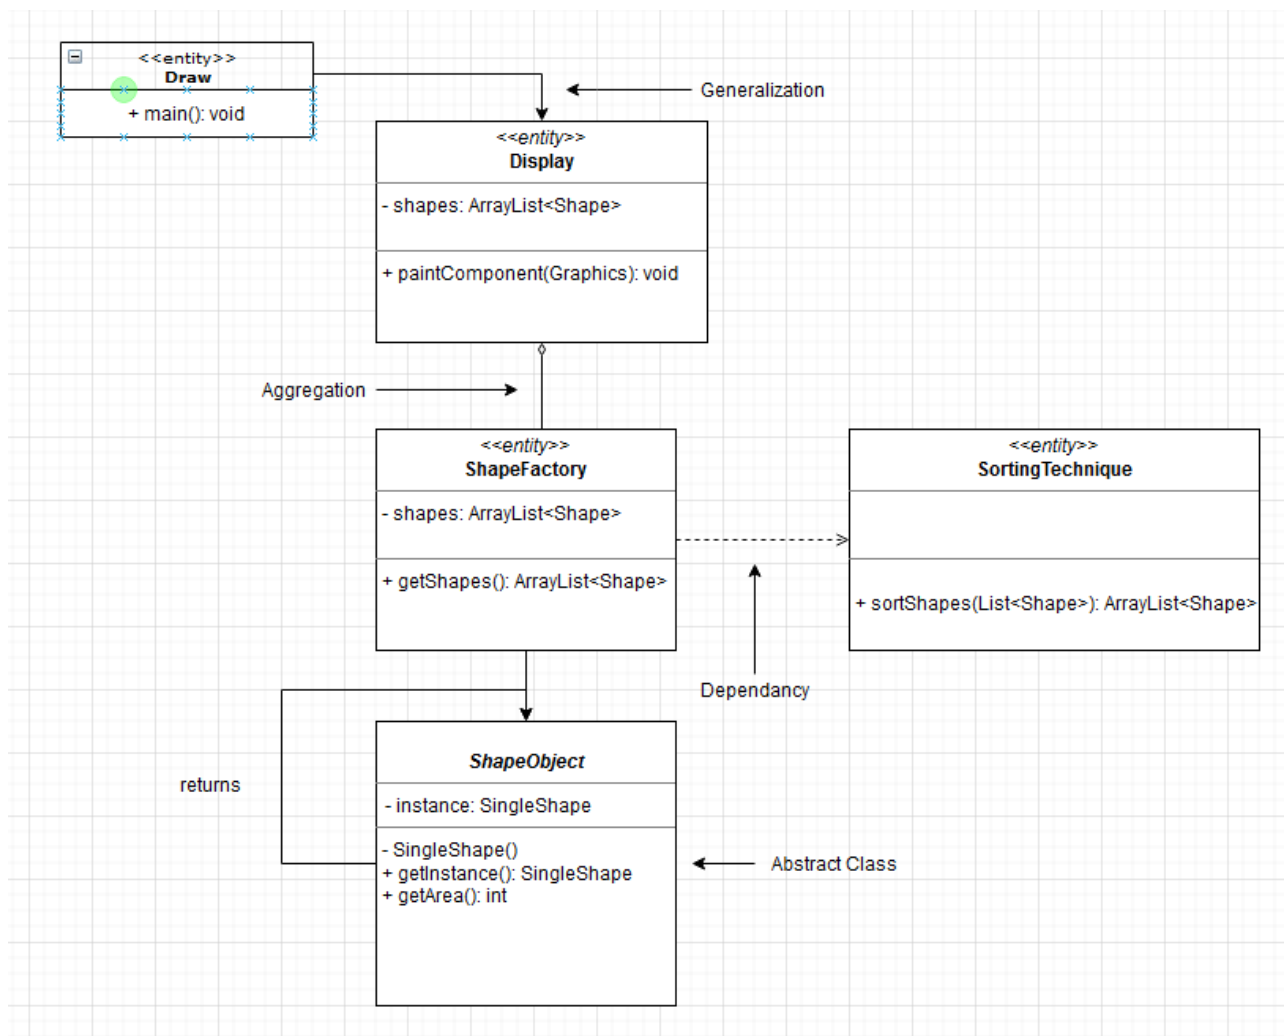 <<entity>>
Draw
+ main(): void
Generalization
<<entity>>
Display
- shapes: ArrayList<Shape>
+ paintComponent(Graphics): void
Aggregation
<<entity>>
ShapeFactory
- shapes: ArrayList<Shape>
+ getShapes(): ArrayList<Shape>
<<entity>>
SortingTechnique
+ sortShapes(List<Shape>): ArrayList<Shape>
Dependancy
returns
ShapeObject
- instance: SingleShape
- SingleShape()
+ getInstance(): SingleShape
+ getArea(): int
Abstract Class